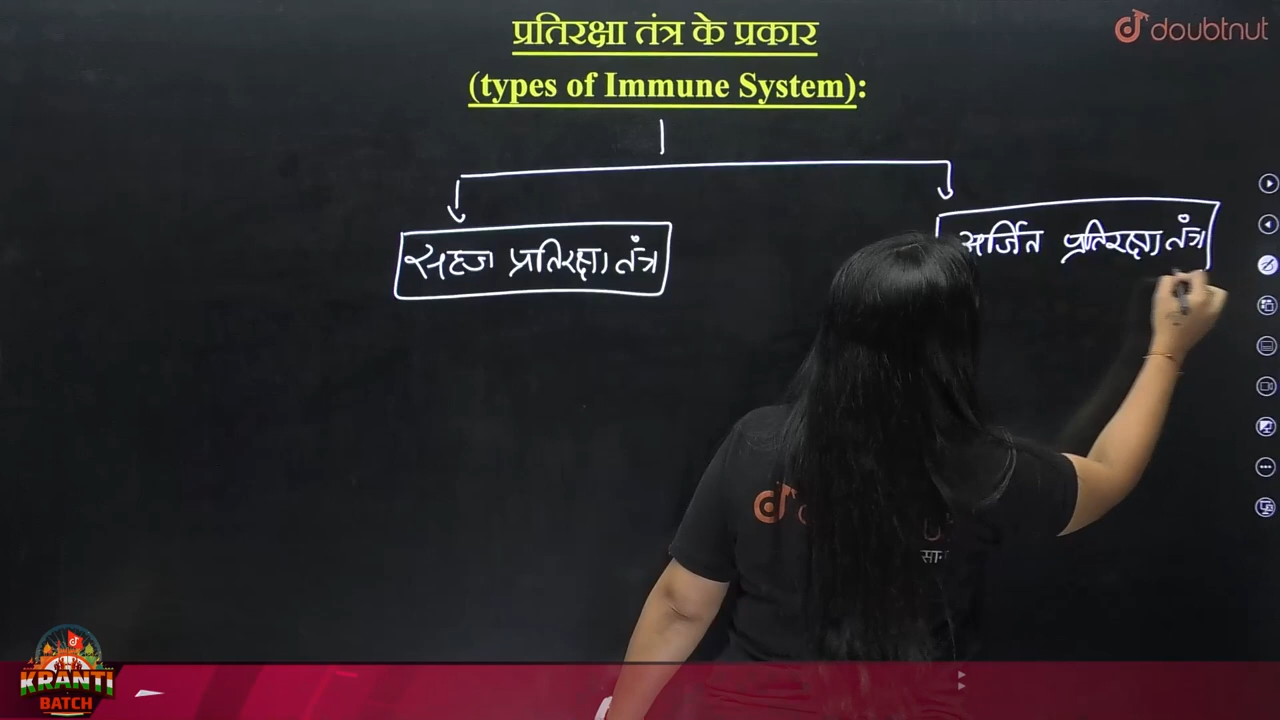 प्रतिरक्षा तंत्र के प्रकार
doubtnut
(types of Immune System):
सहज प्रतिरक्षा तंत्र
अर्जित प्रतिरक्षा तंत्र
KRANTI
BATCH